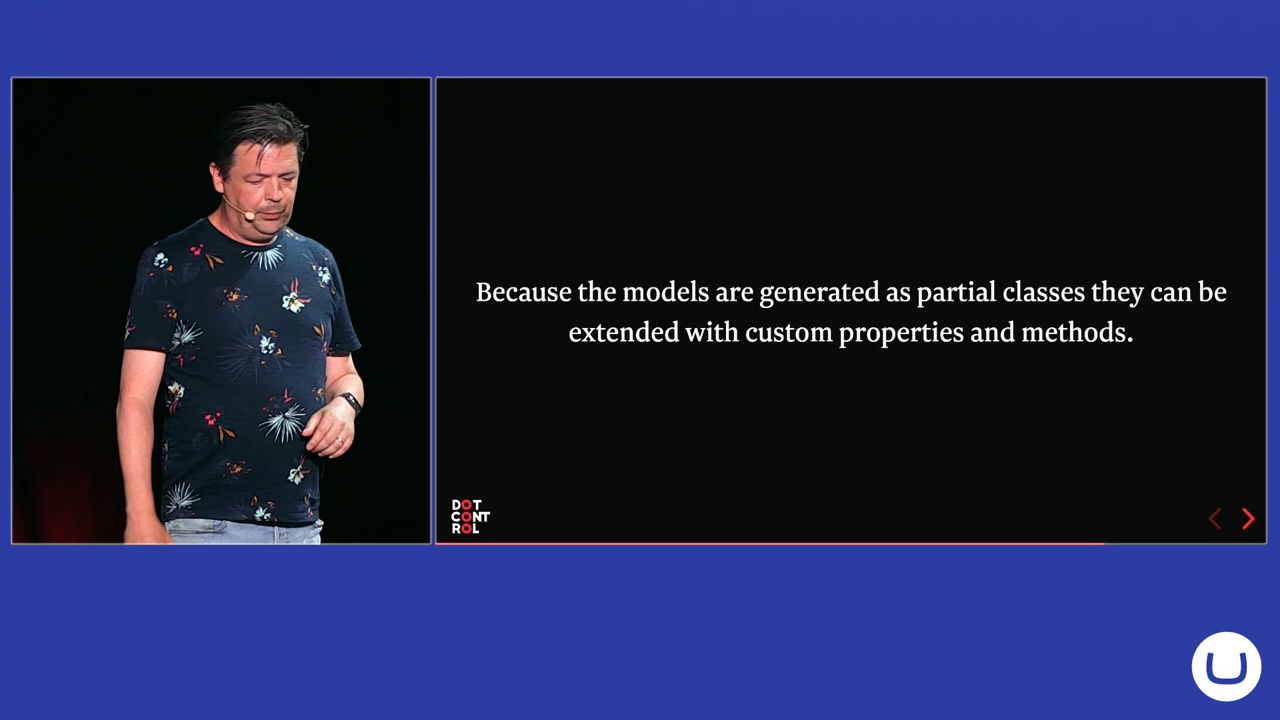 Because the models are generated as partial classes they can be
extended with custom properties and methods.
DOT
CONT
ROL